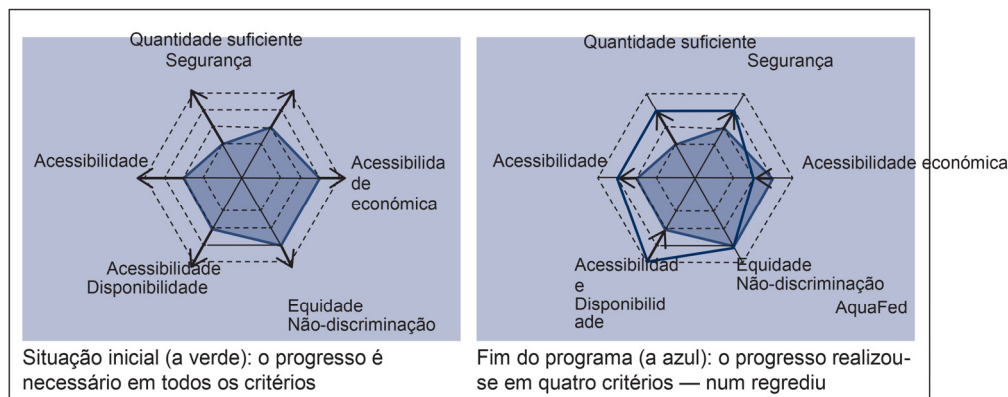 Quantidade suficiente
Segurança
Acessibilidade
Acessibilida
de
económica
Acessibilidade
Disponibilidade
Equidade
Não-discriminação
Situação inicial (a verde): o progresso é
necessário em todos os critérios
Quantidade suficiente
Segurança
Acessibilidade
Acessibilidade económica
Acessibilidad
e
Disponibilid
ade
Equidade
Não-discriminação
AquaFed
Fim do programa (a azul): o progresso realizou-
se em quatro critérios — num regrediu